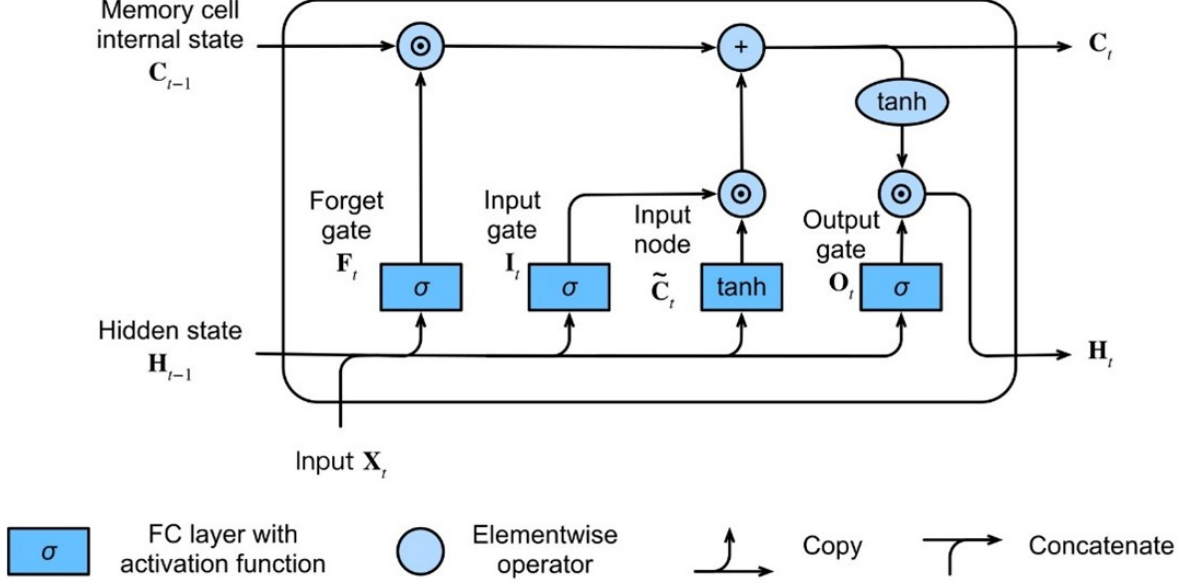 Memory cell
internal state
C_{t-1}
⊙
+
C_t
tanh
Forget
gate
F_t
Input
gate
I_t
Input
node
C̃_t
⊙
Output
gate
O_t
⊙
σ
σ
tanh
σ
Hidden state
H_{t-1}
H_t
Input X_t
σ
FC layer with
activation function
Elementwise
operator
Copy
Concatenate